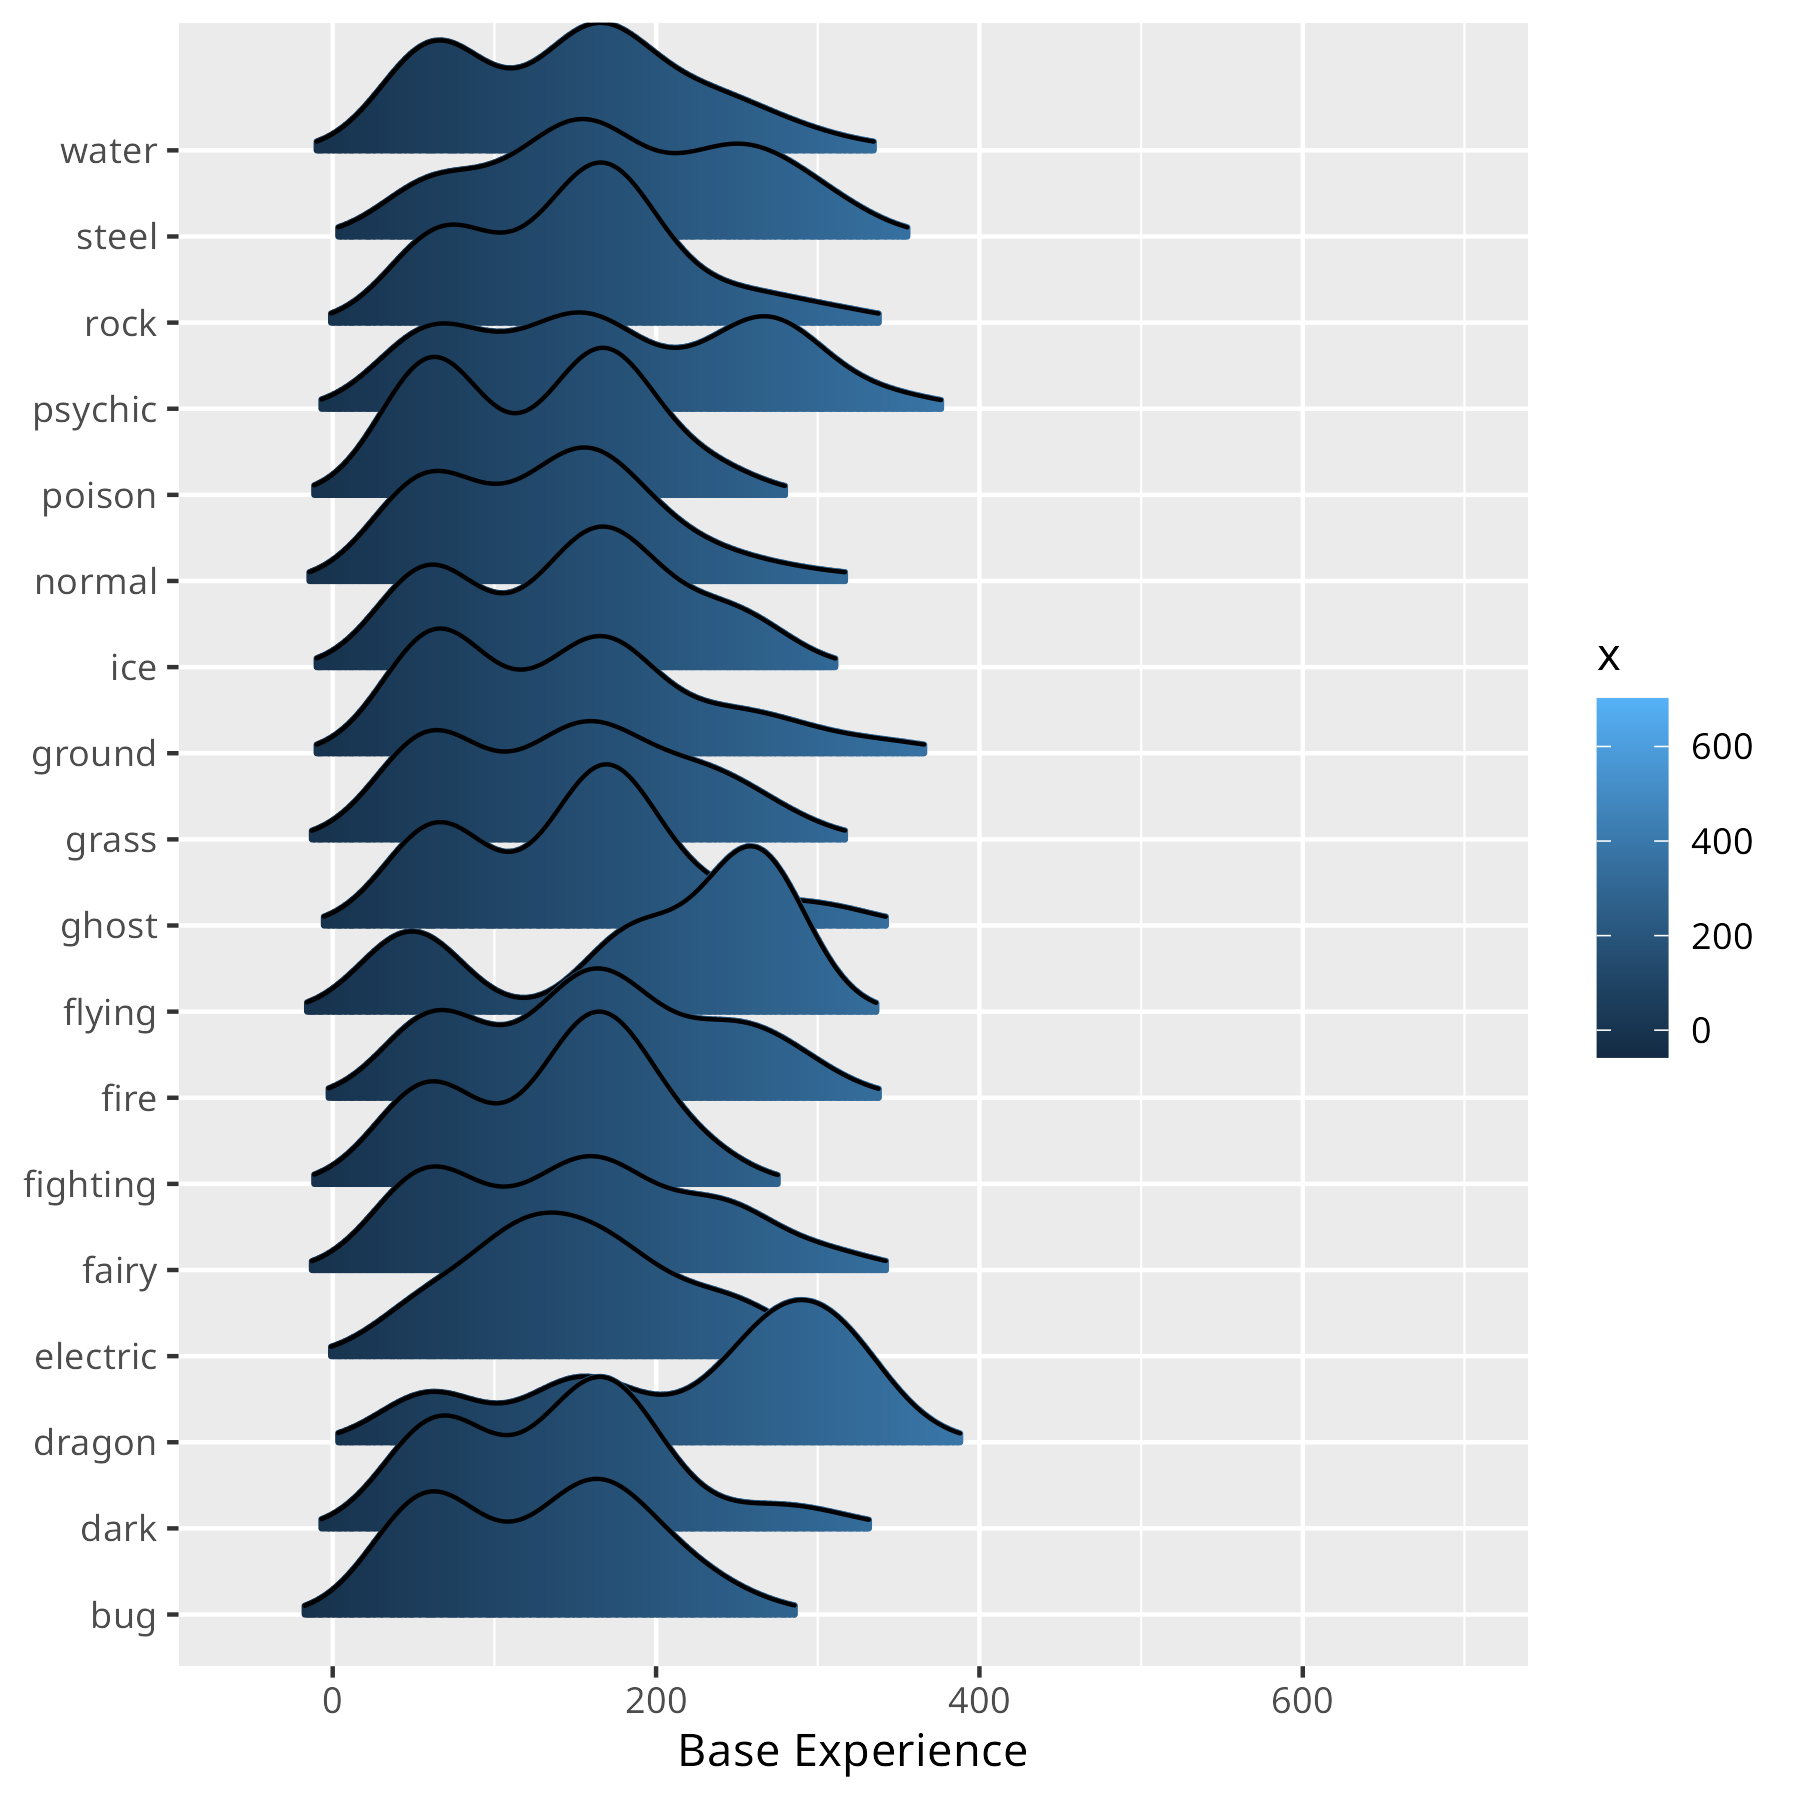 water
steel
rock
psychic
poison
normal
ice
ground
grass
ghost
flying
fire
fighting
fairy
electric
dragon
dark
bug
0 200 400 600
Base Experience
x
600
400
200
0